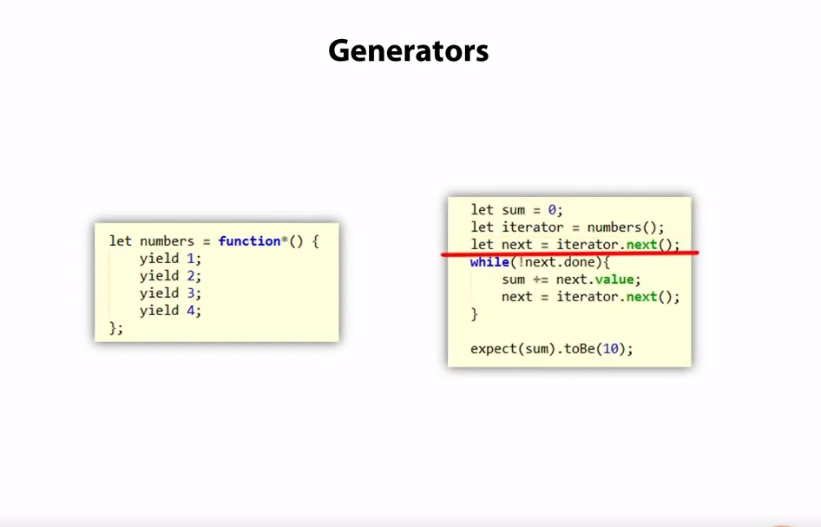 Generators
let numbers = function*() {
yield 1;
yield 2;
yield 3;
yield 4;
};
let sum = 0;
let iterator = numbers();
let next = iterator.next();
while(!next.done){
sum += next.value;
next = iterator.next();
}
expect(sum).toBe(10);